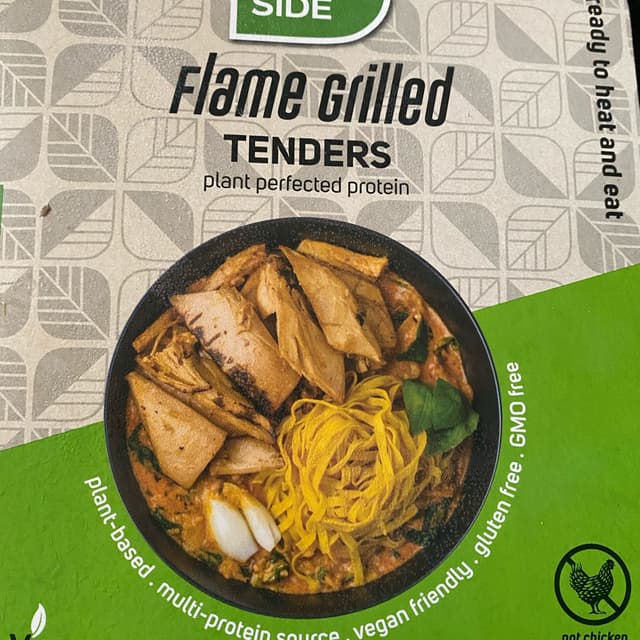 SIDE
Flame Grilled
TENDERS
plant perfected protein
ready to heat and eat
plant-based . multi-protein source . vegan friendly . gluten free . GMO free
not chicken